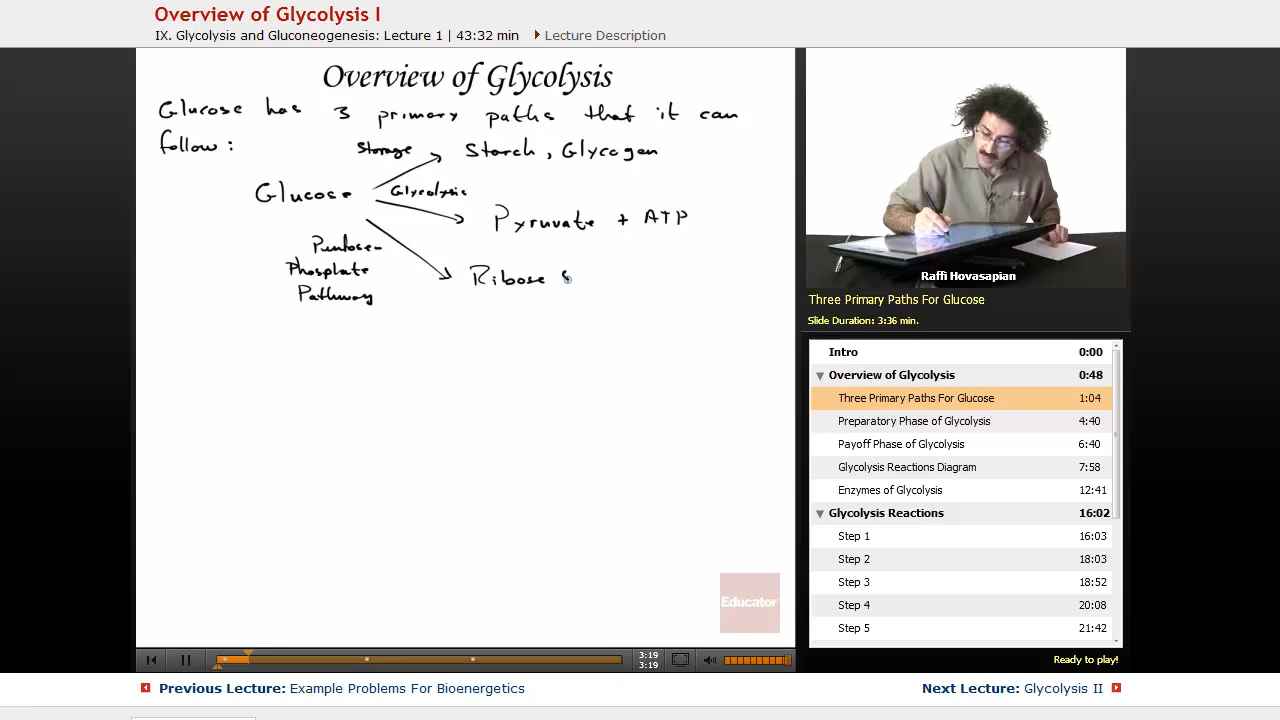 Overview of Glycolysis I
IX. Glycolysis and Gluconeogenesis: Lecture 1 | 43:32 min Lecture Description
Overview of Glycolysis
Glucose has 3 primary paths that it can
follow:
Storage
Starch, Glycogen
Glucose
Glycolysis
Pyruvate + ATP
Pentose-
Phosphate
Pathway
Ribose
Educator
Raffi Hovasapian
Three Primary Paths For Glucose
Slide Duration: 3:36 min.
Intro 0:00
Overview of Glycolysis 0:48
Three Primary Paths For Glucose 1:04
Preparatory Phase of Glycolysis 4:40
Payoff Phase of Glycolysis 6:40
Glycolysis Reactions Diagram 7:58
Enzymes of Glycolysis 12:41
Glycolysis Reactions 16:02
Step 1 16:03
Step 2 18:03
Step 3 18:52
Step 4 20:08
Step 5 21:42
3:19
3:19
Ready to play!
Previous Lecture: Example Problems For Bioenergetics
Next Lecture: Glycolysis II